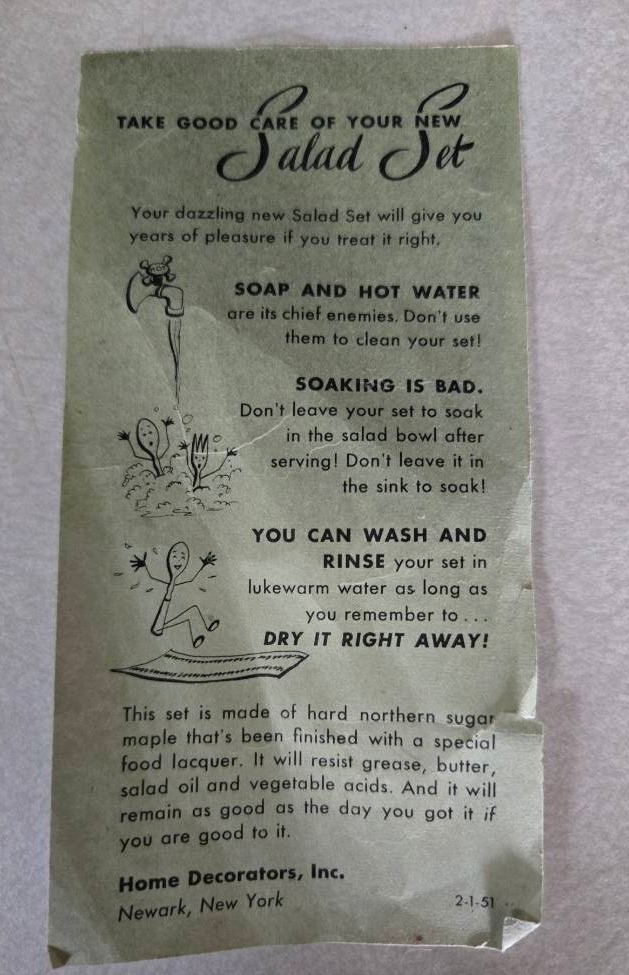 TAKE GOOD CARE OF YOUR NEW
Salad Set
Your dazzling new Salad Set will give you
years of pleasure if you treat it right.
SOAP AND HOT WATER
are its chief enemies. Don't use
them to clean your set!
SOAKING IS BAD.
Don't leave your set to soak
in the salad bowl after
serving! Don't leave it in
the sink to soak!
YOU CAN WASH AND
RINSE your set in
lukewarm water as long as
you remember to . . .
DRY IT RIGHT AWAY!
This set is made of hard northern sugar
maple that's been finished with a special
food lacquer. It will resist grease, butter,
salad oil and vegetable acids. And it will
remain as good as the day you got it if
you are good to it.
Home Decorators, Inc.
Newark, New York
2-1-51